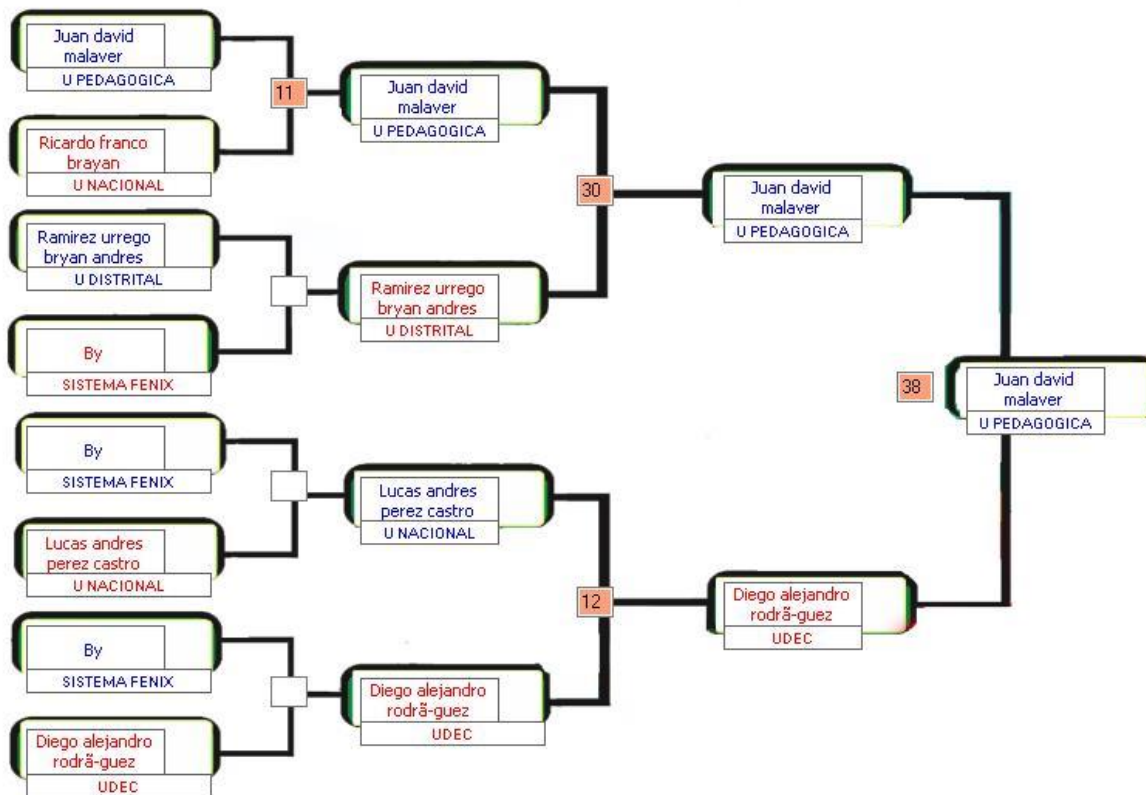 Juan david
malaver
U PEDAGOGICA
11
Ricardo franco
brayan
U NACIONAL
Ramirez urrego
bryan andres
U DISTRITAL
By
SISTEMA FENIX
By
SISTEMA FENIX
Lucas andres
perez castro
U NACIONAL
By
SISTEMA FENIX
Diego alejandro
rodrã-guez
UDEC
Juan david
malaver
U PEDAGOGICA
30
Ramirez urrego
bryan andres
U DISTRITAL
Lucas andres
perez castro
U NACIONAL
12
Diego alejandro
rodrã-guez
UDEC
Juan david
malaver
U PEDAGOGICA
Diego alejandro
rodrã-guez
UDEC
38
Juan david
malaver
U PEDAGOGICA